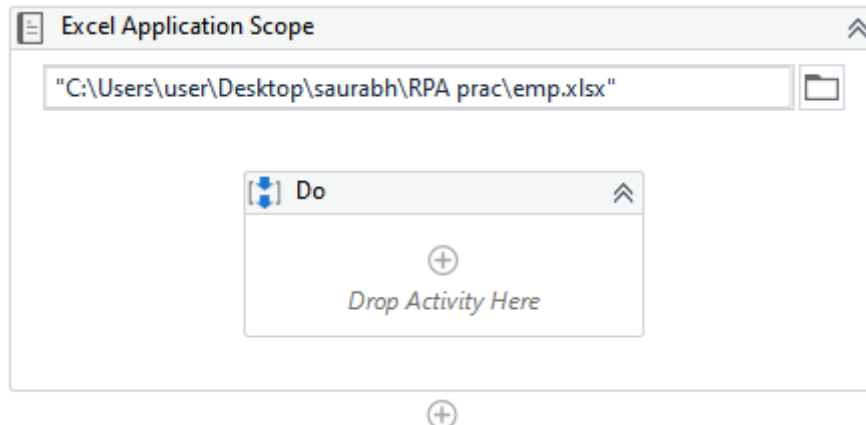 Excel Application Scope
"C:\Users\user\Desktop\saurabh\RPA prac\emp.xlsx"
Do
Drop Activity Here